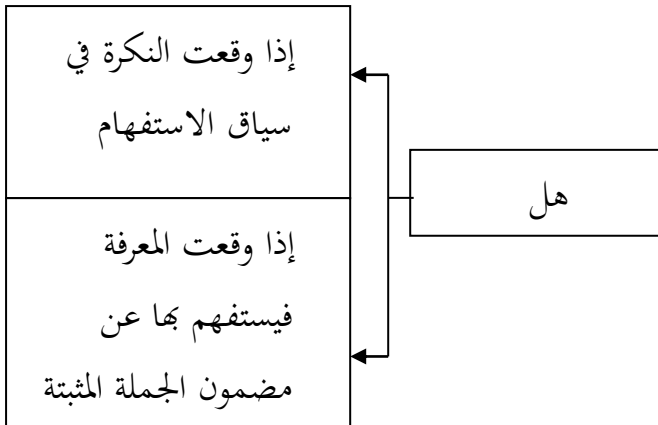 هل
إذا وقعت النكرة في
سياق الاستفهام
إذا وقعت المعرفة
فيستفهم بها عن
مضمون الجملة المثبتة